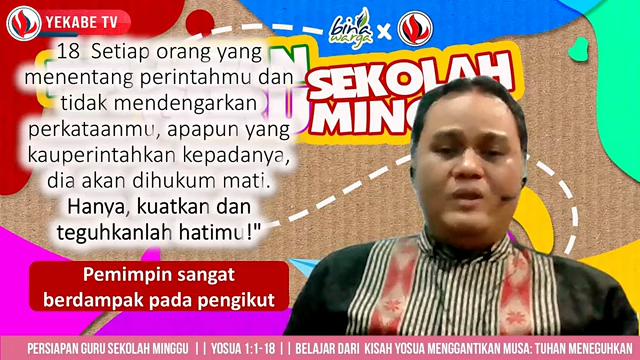 YEKABE TV
bina
warga
X
18 Setiap orang yang
menentang perintahmu dan
tidak mendengarkan
perkataanmu, apapun yang
kauperintahkan kepadanya,
dia akan dihukum mati.
Hanya, kuatkan dan
teguhkanlah hatimu!"
SEKOLAH
Pemimpin sangat
berdampak pada pengikut
PERSIAPAN GURU SEKOLAH MINGGU || YOSUA 1:1-18 || BELAJAR DARI KISAH YOSUA MENGGANTIKAN MUSA: TUHAN MENEGUHKAN